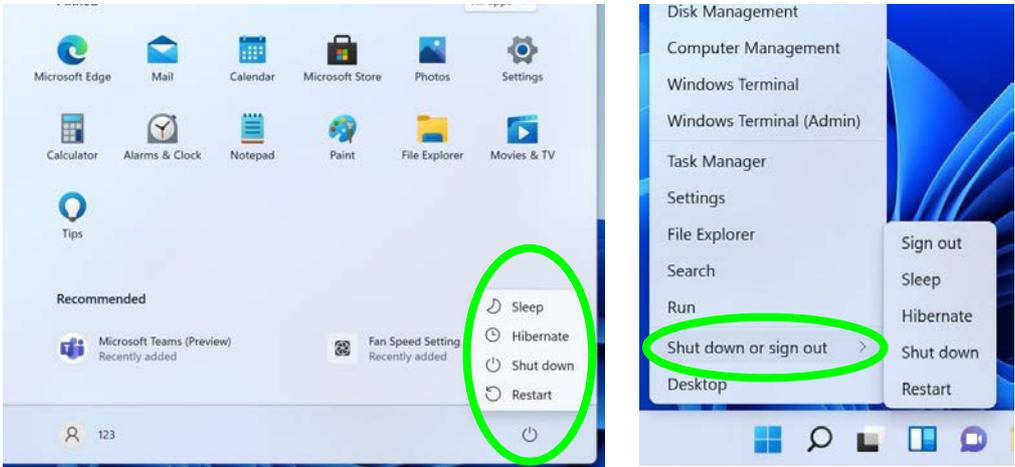 Microsoft Edge
Mail
Calendar
Microsoft Store
Photos
Settings
Calculator
Alarms & Clock
Notepad
Paint
File Explorer
Movies & TV
Tips
Recommended
Microsoft Teams (Preview)
Recently added
Fan Speed Setting
Recently added
Sleep
Hibernate
Shut down
Restart
123
Disk Management
Computer Management
Windows Terminal
Windows Terminal (Admin)
Task Manager
Settings
File Explorer
Search
Run
Shut down or sign out
Desktop
Sign out
Sleep
Hibernate
Shut down
Restart